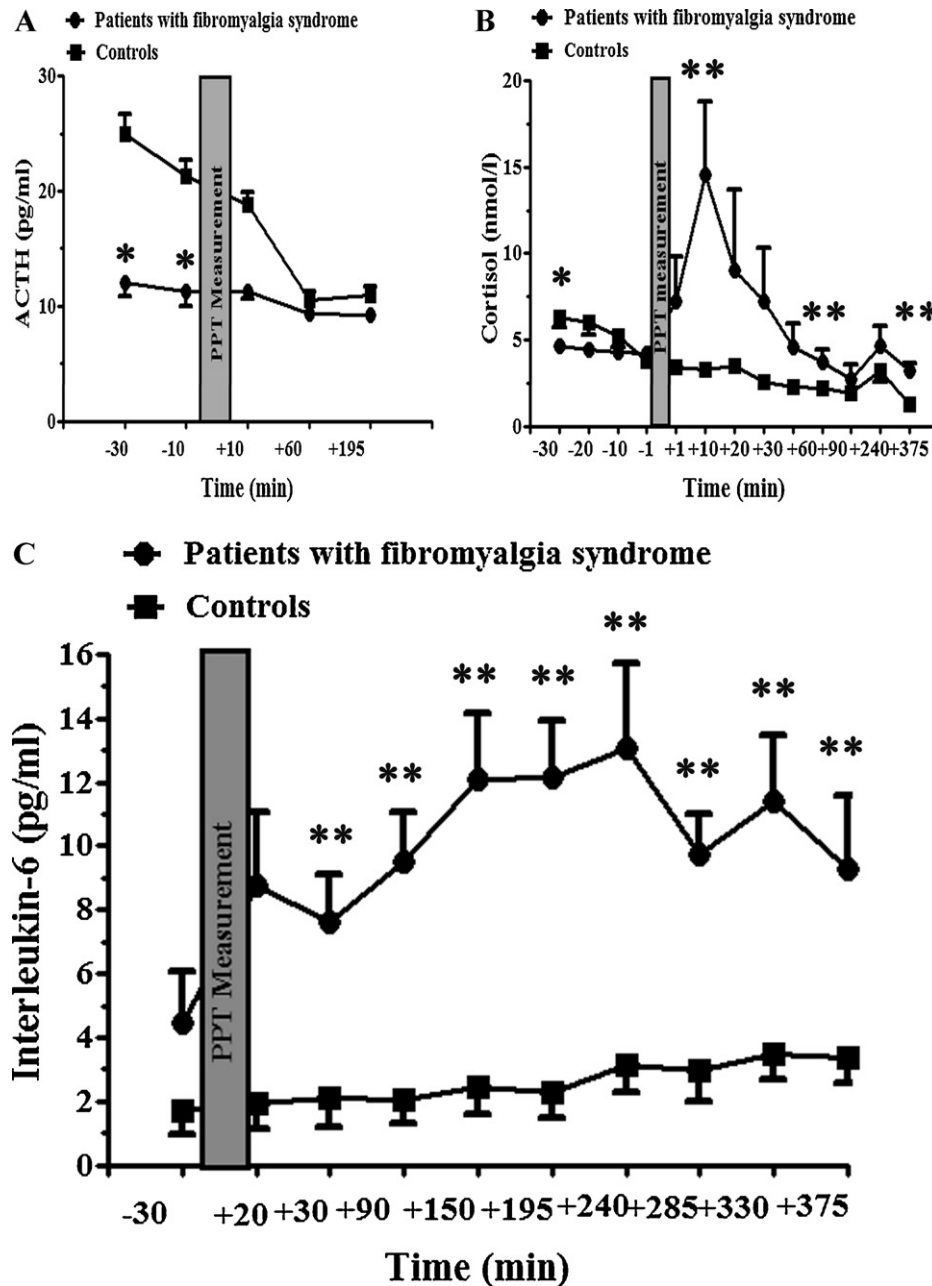 A
Patients with fibromyalgia syndrome
Controls
30
20
10
0
ACTH (pg/ml)
* *
PPT Measurement
-30 -10 +10 +60 +195
Time (min)
B
Patients with fibromyalgia syndrome
Controls
20
15
10
5
0
Cortisol (nmol/l)
* ** ** **
PPT measurement
-30 -20 -10 -1 +1 +10 +20 +30 +60 +90 +240 +375
Time (min)
C
Patients with fibromyalgia syndrome
Controls
16
14
12
10
8
6
4
2
0
Interleukin-6 (pg/ml)
** ** ** ** ** ** ** **
PPT Measurement
-30 +20 +30 +90 +150 +195 +240 +285 +330 +375
Time (min)